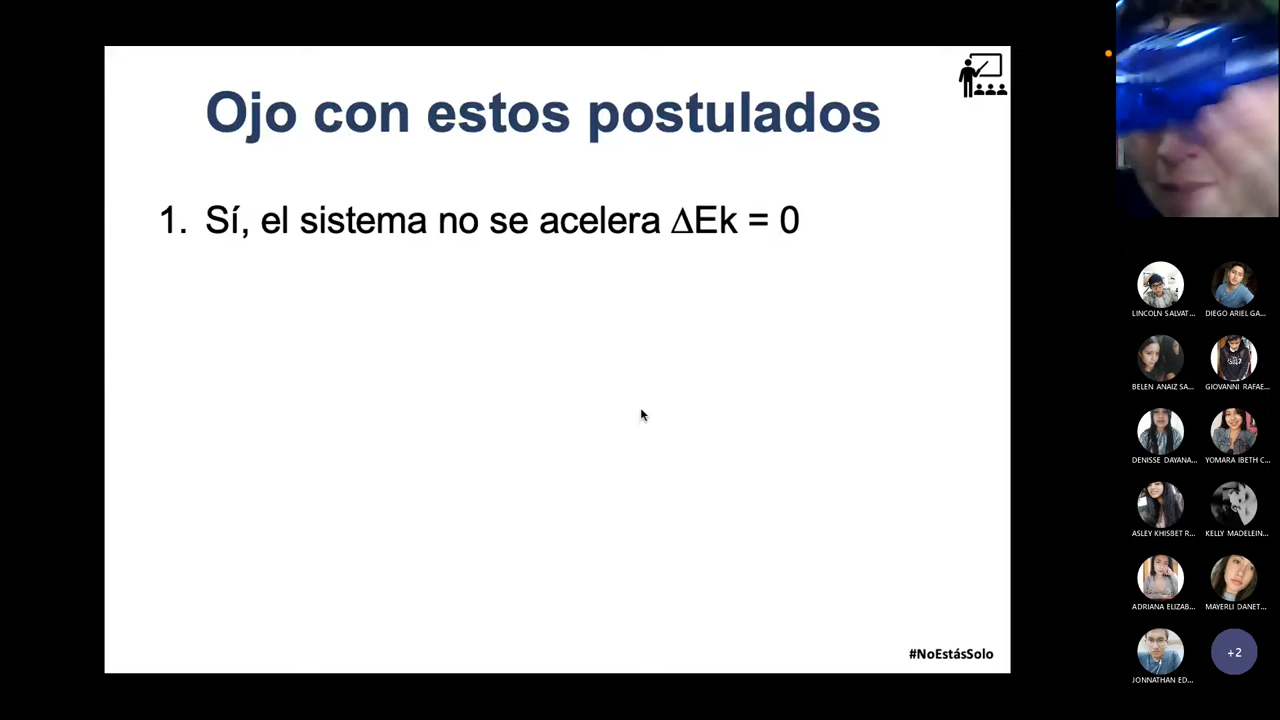 Ojo con estos postulados
1. Sí, el sistema no se acelera ∆Ek = 0
#NoEstásSolo
LINCOLN SALVAT...
DIEGO ARIEL GA...
BELEN ANAIZ SA...
GIOVANNI RAFAE...
DENISSE DAYANA...
YOMARA IBETH C...
ASLEY KHISBET R...
KELLY MADELEIN...
ADRIANA ELIZAB...
MAYERLI DANET...
JONNATHAN ED...
+2